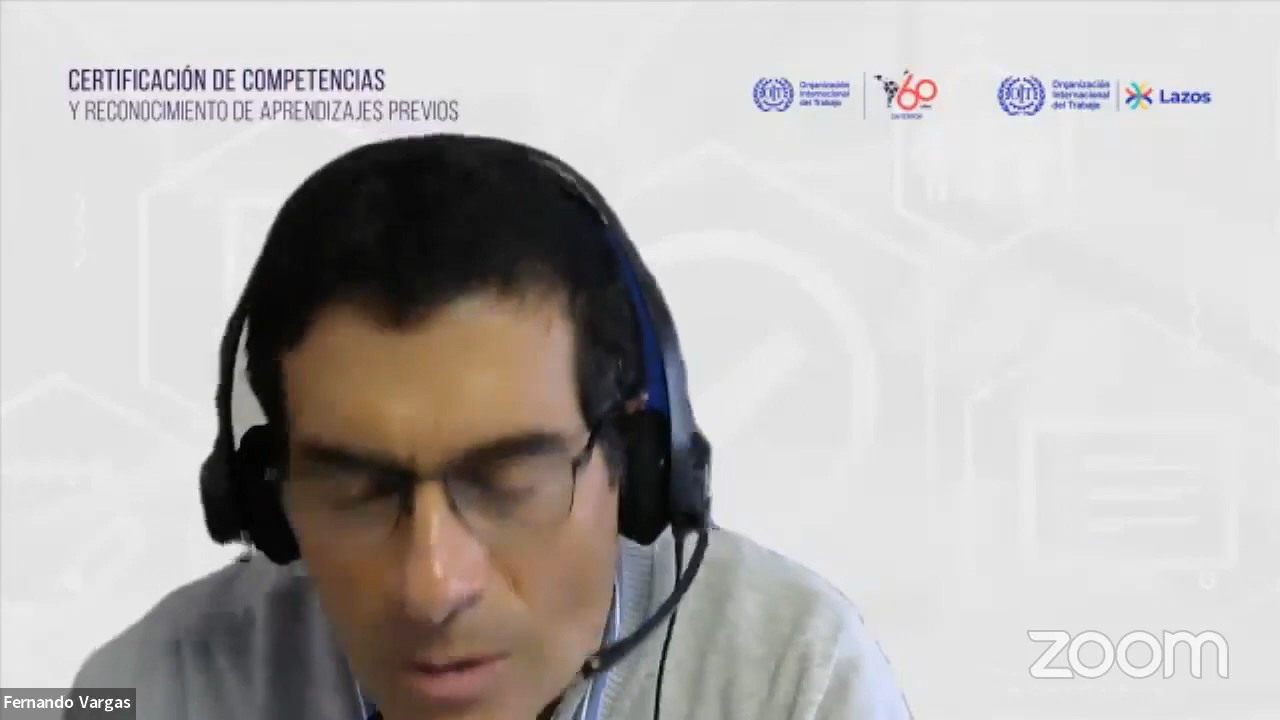 CERTIFICACIÓN DE COMPETENCIAS
Y RECONOCIMIENTO DE APRENDIZAJES PREVIOS
Organización
Internacional
del Trabajo
60
Organización
Internacional
del Trabajo
Lazos
zoom
Fernando Vargas